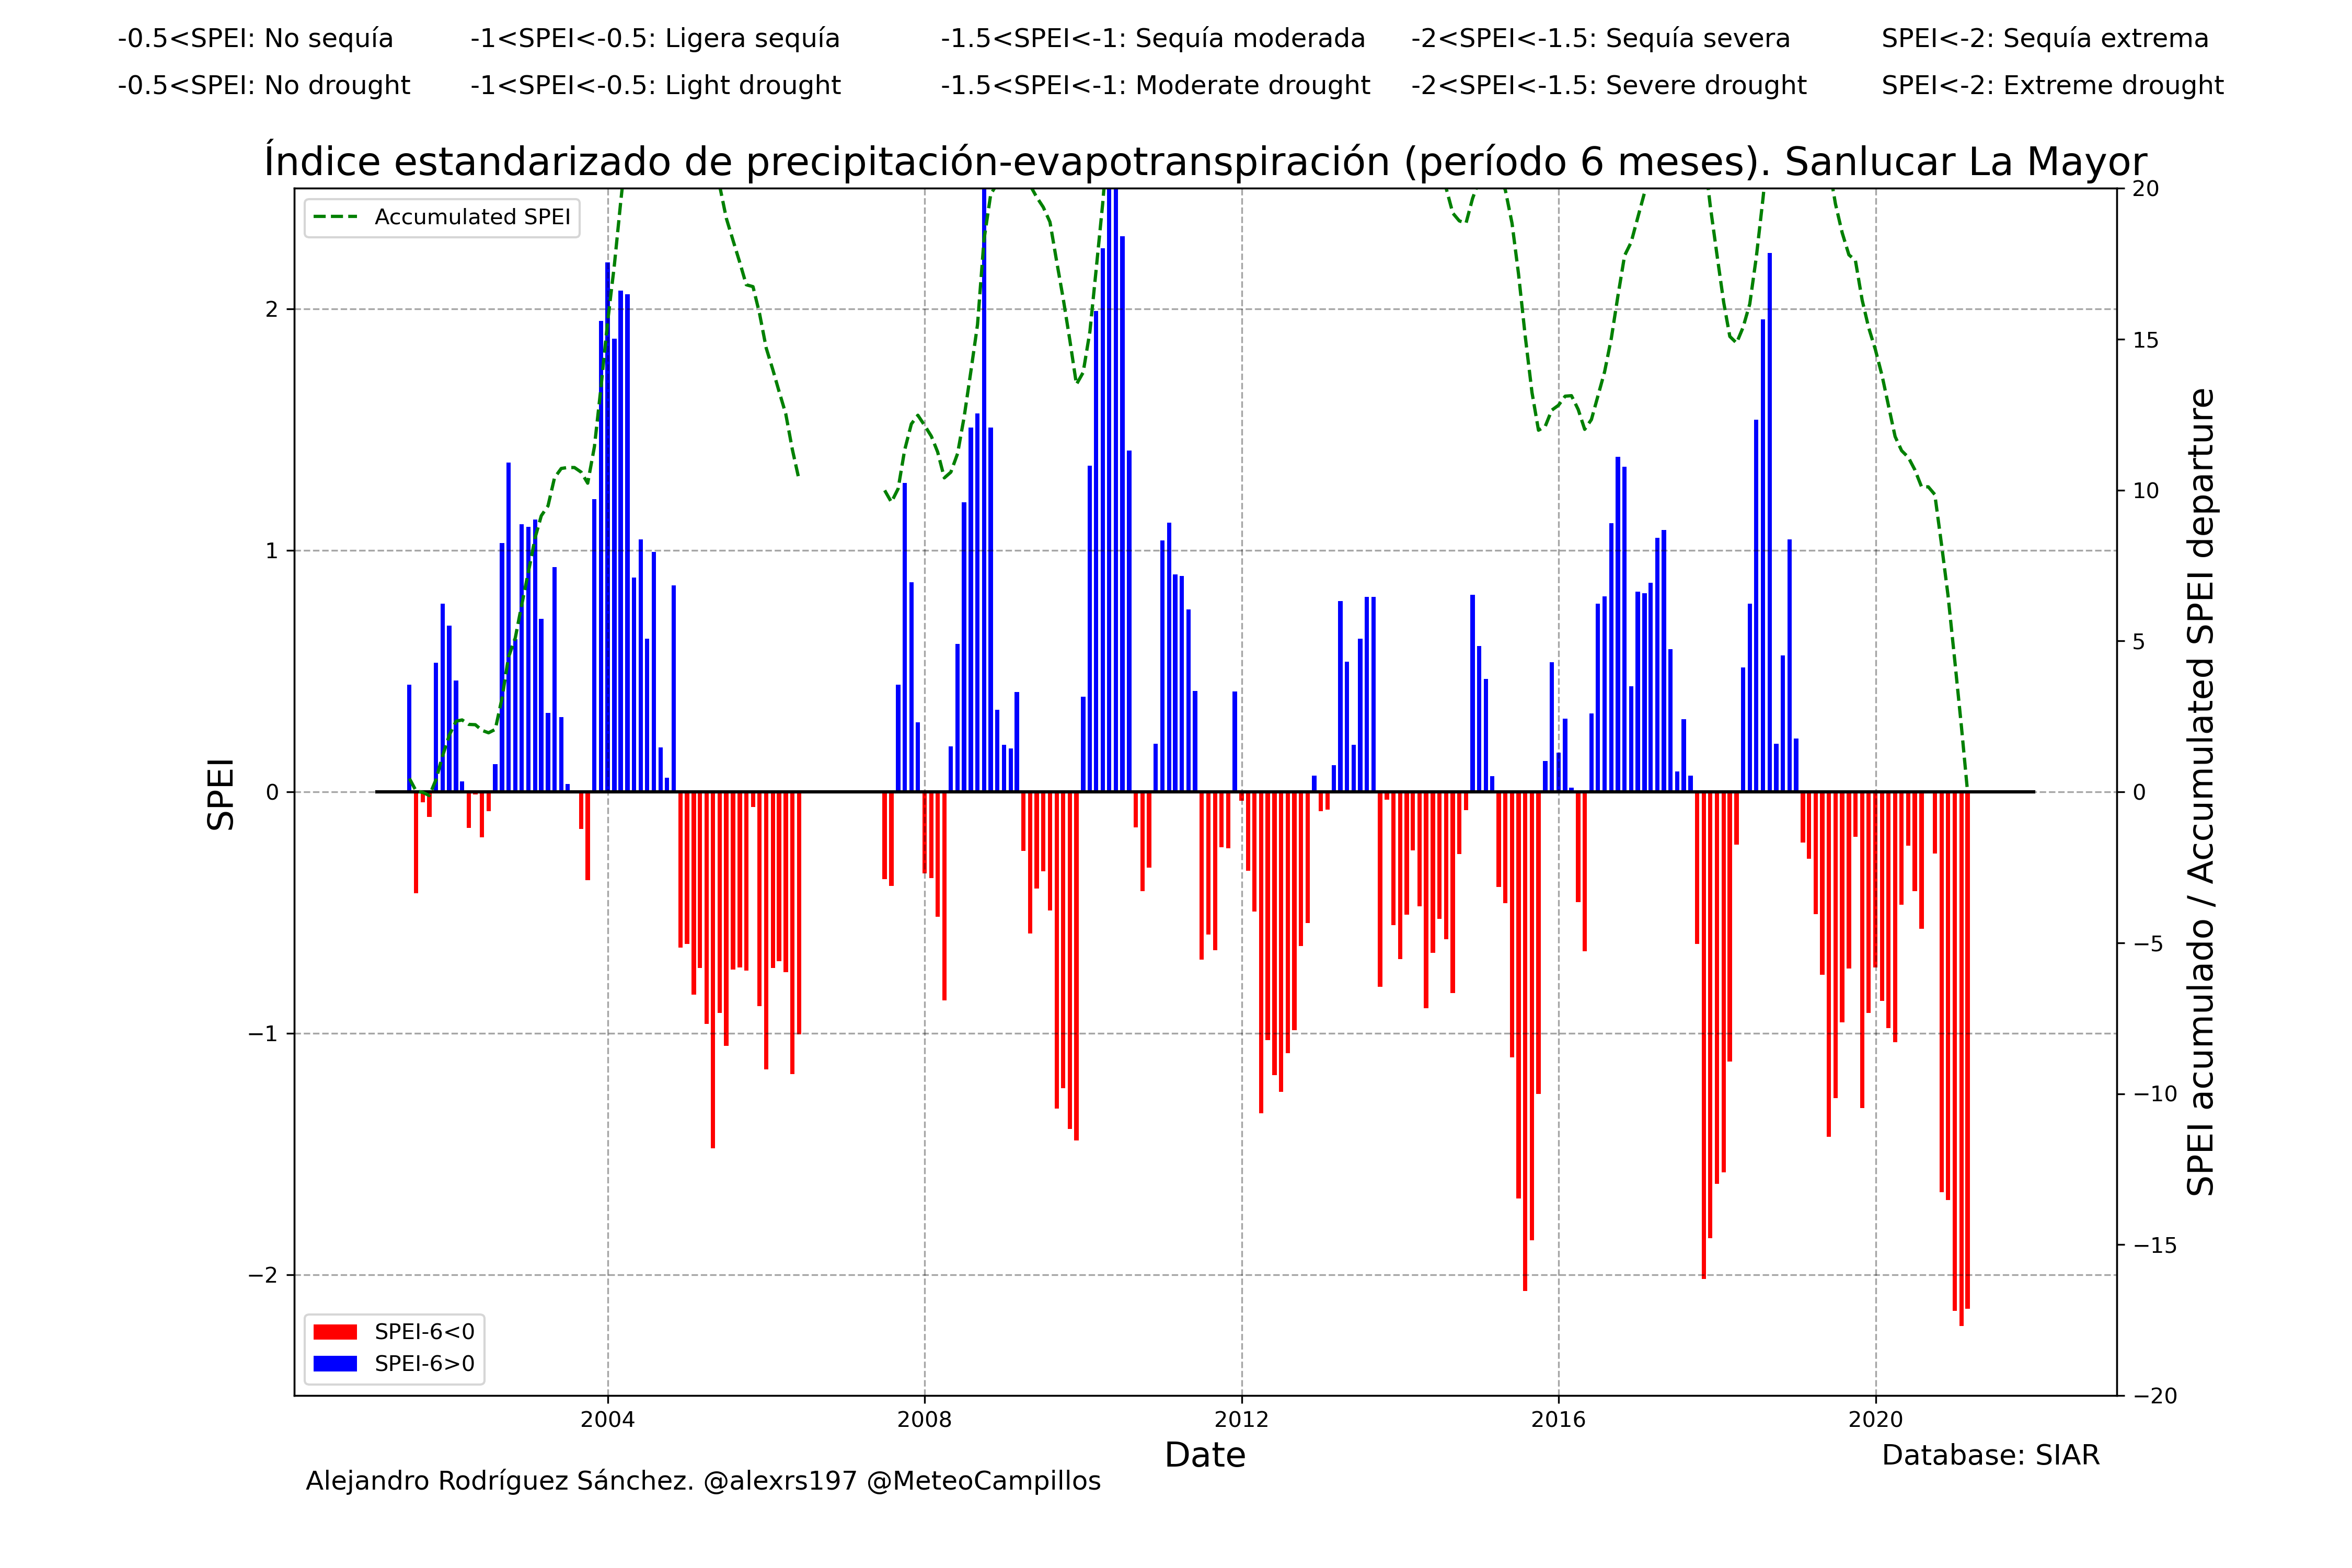 -0.5<SPEI: No sequía -1<SPEI<-0.5: Ligera sequía -1.5<SPEI<-1: Sequía moderada -2<SPEI<-1.5: Sequía severa SPEI<-2: Sequía extrema
-0.5<SPEI: No drought -1<SPEI<-0.5: Light drought -1.5<SPEI<-1: Moderate drought -2<SPEI<-1.5: Severe drought SPEI<-2: Extreme drought
Índice estandarizado de precipitación-evapotranspiración (período 6 meses). Sanlucar La Mayor
Accumulated SPEI
SPEI
2
1
0
−1
−2
20
15
10
5
0
−5
−10
−15
−20
SPEI acumulado / Accumulated SPEI departure
SPEI-6<0
SPEI-6>0
2004 2008 2012 2016 2020
Date
Database: SIAR
Alejandro Rodríguez Sánchez. @alexrs197 @MeteoCampillos